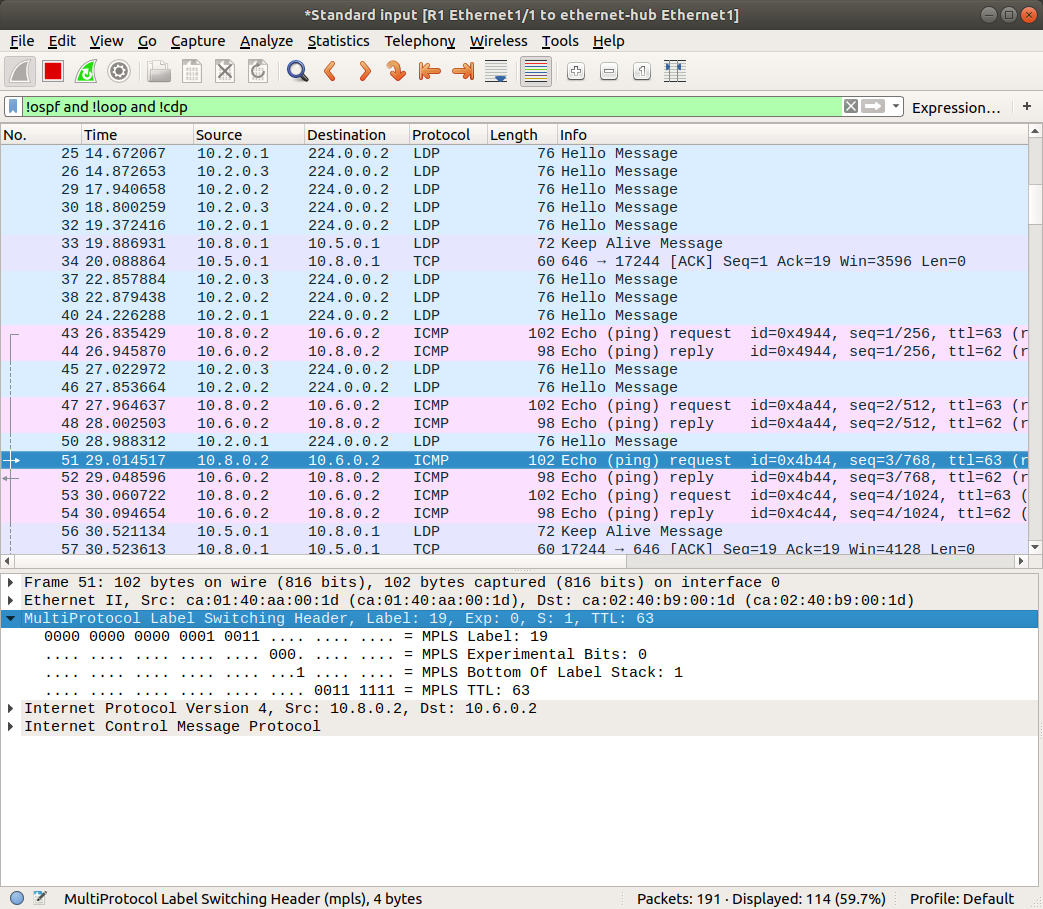 *Standard input [R1 Ethernet1/1 to ethernet-hub Ethernet1]
File Edit View Go Capture Analyze Statistics Telephony Wireless Tools Help
!ospf and !loop and !cdp Expression… +
No. Time Source Destination Protocol Length Info
25 14.672067 10.2.0.1 224.0.0.2 LDP 76 Hello Message
26 14.872653 10.2.0.3 224.0.0.2 LDP 76 Hello Message
29 17.940658 10.2.0.2 224.0.0.2 LDP 76 Hello Message
30 18.800259 10.2.0.3 224.0.0.2 LDP 76 Hello Message
32 19.372416 10.2.0.1 224.0.0.2 LDP 76 Hello Message
33 19.886931 10.8.0.1 10.5.0.1 LDP 72 Keep Alive Message
34 20.088864 10.5.0.1 10.8.0.1 TCP 60 646 → 17244 [ACK] Seq=1 Ack=19 Win=3596 Len=0
37 22.857884 10.2.0.3 224.0.0.2 LDP 76 Hello Message
38 22.879438 10.2.0.2 224.0.0.2 LDP 76 Hello Message
40 24.226288 10.2.0.1 224.0.0.2 LDP 76 Hello Message
43 26.835429 10.8.0.2 10.6.0.2 ICMP 102 Echo (ping) request id=0x4944, seq=1/256, ttl=63 (r
44 26.945870 10.6.0.2 10.8.0.2 ICMP 98 Echo (ping) reply id=0x4944, seq=1/256, ttl=62 (r
45 27.022972 10.2.0.3 224.0.0.2 LDP 76 Hello Message
46 27.853664 10.2.0.2 224.0.0.2 LDP 76 Hello Message
47 27.964637 10.8.0.2 10.6.0.2 ICMP 102 Echo (ping) request id=0x4a44, seq=2/512, ttl=63 (r
48 28.002503 10.6.0.2 10.8.0.2 ICMP 98 Echo (ping) reply id=0x4a44, seq=2/512, ttl=62 (r
50 28.988312 10.2.0.1 224.0.0.2 LDP 76 Hello Message
51 29.014517 10.8.0.2 10.6.0.2 ICMP 102 Echo (ping) request id=0x4b44, seq=3/768, ttl=63 (r
52 29.048596 10.6.0.2 10.8.0.2 ICMP 98 Echo (ping) reply id=0x4b44, seq=3/768, ttl=62 (r
53 30.060722 10.8.0.2 10.6.0.2 ICMP 102 Echo (ping) request id=0x4c44, seq=4/1024, ttl=63 (
54 30.094654 10.6.0.2 10.8.0.2 ICMP 98 Echo (ping) reply id=0x4c44, seq=4/1024, ttl=62 (
56 30.521134 10.5.0.1 10.8.0.1 LDP 72 Keep Alive Message
57 30.523613 10.8.0.1 10.5.0.1 TCP 60 17244 → 646 [ACK] Seq=19 Ack=19 Win=4128 Len=0
Frame 51: 102 bytes on wire (816 bits), 102 bytes captured (816 bits) on interface 0
Ethernet II, Src: ca:01:40:aa:00:1d (ca:01:40:aa:00:1d), Dst: ca:02:40:b9:00:1d (ca:02:40:b9:00:1d)
MultiProtocol Label Switching Header, Label: 19, Exp: 0, S: 1, TTL: 63
0000 0000 0000 0001 0011 .... .... .... = MPLS Label: 19
.... .... .... .... .... 000. .... .... = MPLS Experimental Bits: 0
.... .... .... .... .... ...1 .... .... = MPLS Bottom Of Label Stack: 1
.... .... .... .... .... .... 0011 1111 = MPLS TTL: 63
Internet Protocol Version 4, Src: 10.8.0.2, Dst: 10.6.0.2
Internet Control Message Protocol
MultiProtocol Label Switching Header (mpls), 4 bytes Packets: 191 · Displayed: 114 (59.7%) Profile: Default